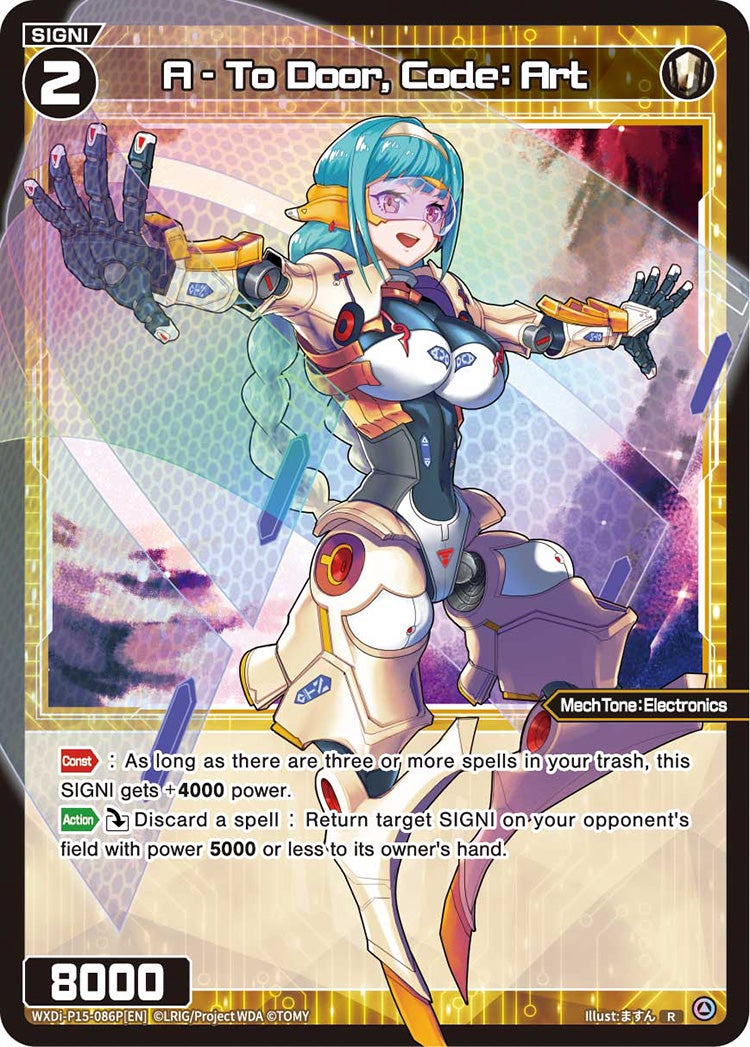 SIGNI
2
A - To Door, Code: Art
MechTone:Electronics
Const : As long as there are three or more spells in your trash, this
SIGNI gets +4000 power.
Action Discard a spell : Return target SIGNI on your opponent's
field with power 5000 or less to its owner's hand.
8000
WXDi-P15-086P[EN] ©LRIG/Project WDA ©TOMY
Illust:ますん R